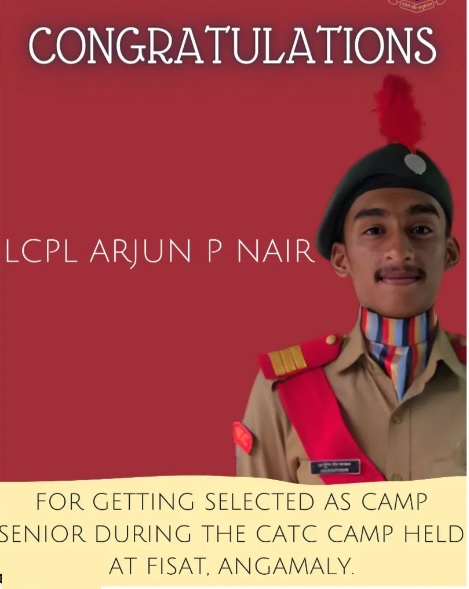 CONGRATULATIONS
LCPL ARJUN P NAIR
FOR GETTING SELECTED AS CAMP
SENIOR DURING THE CATC CAMP HELD
AT FISAT, ANGAMALY.